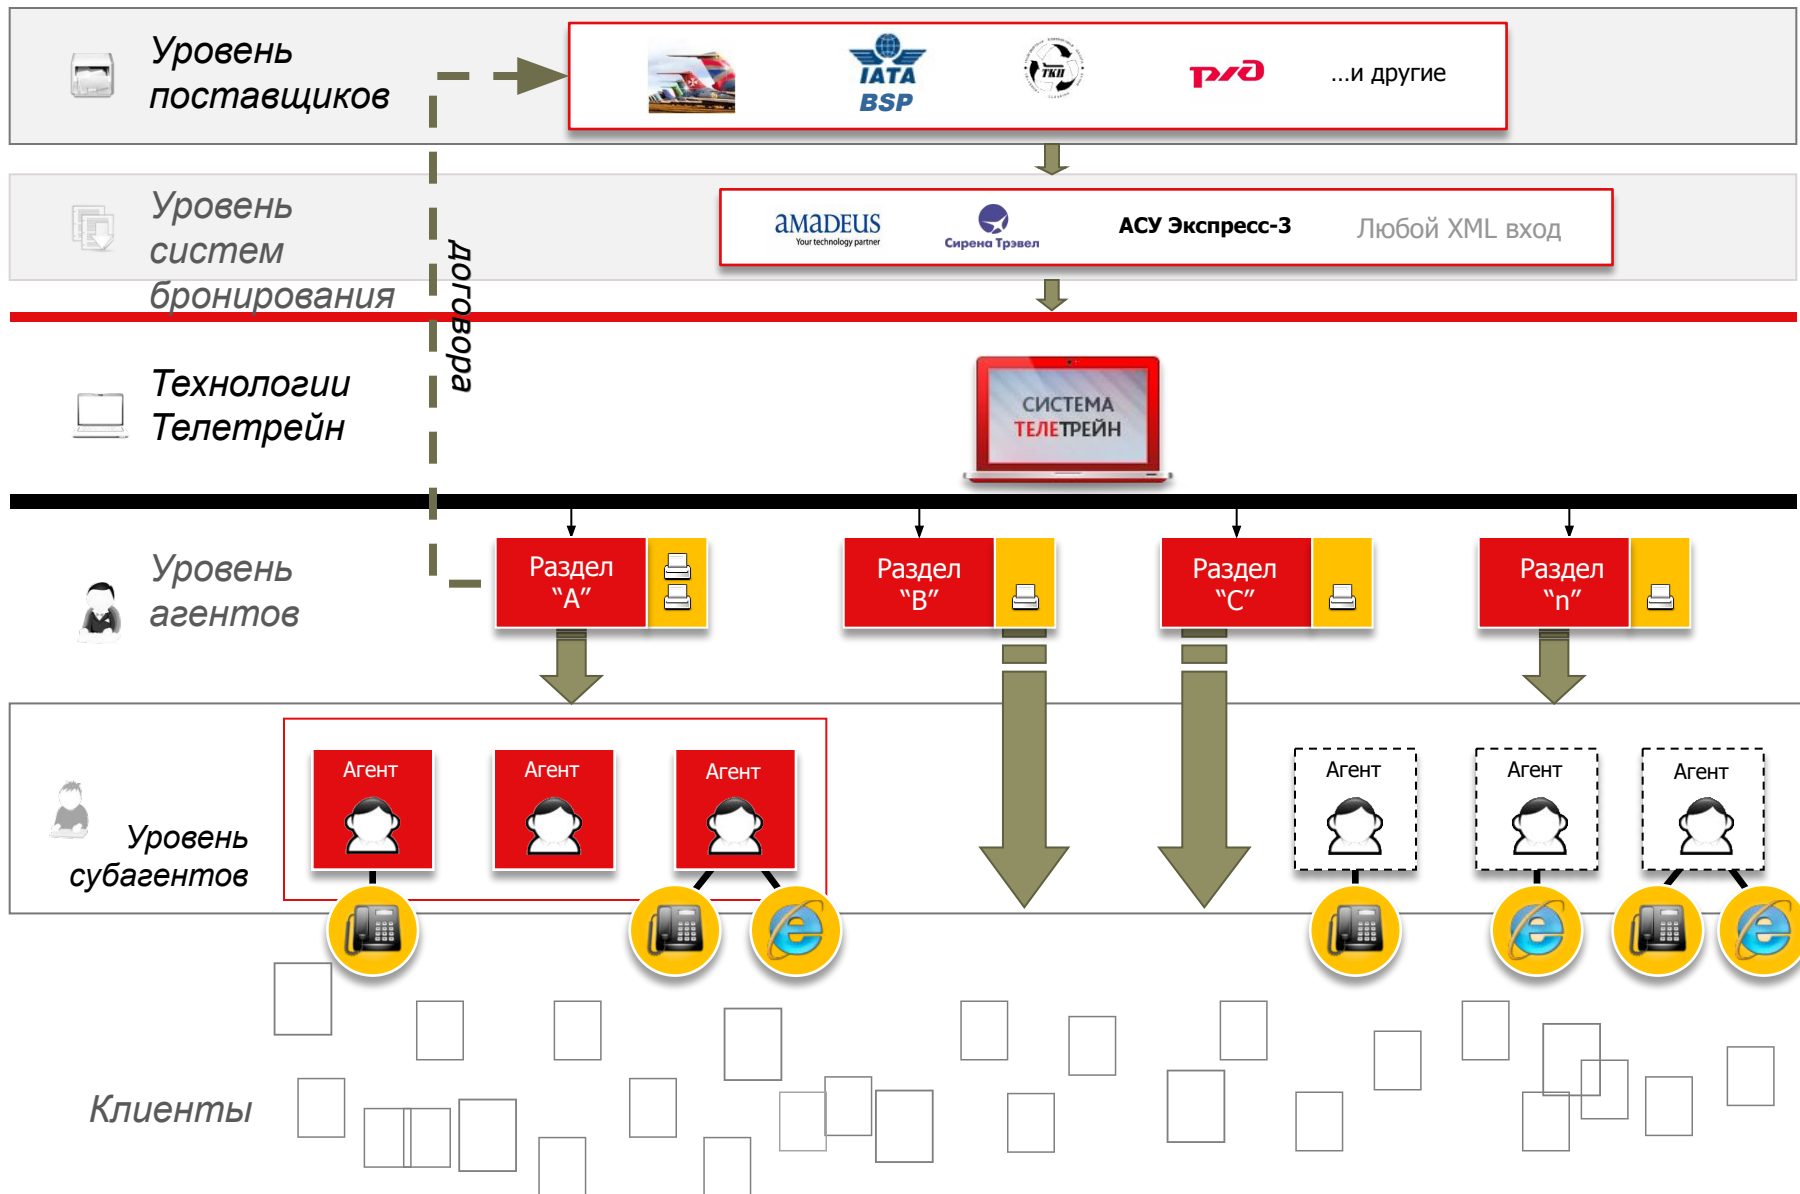 Уровень
поставщиков
IATA
BSP
ТКП
РЖД
...и другие
Уровень
систем
бронирования
amadeus
Your technology partner
Сирена Трэвел
АСУ Экспресс-3
Любой XML вход
договора
Технологии
Телетрейн
СИСТЕМА
ТЕЛЕТРЕЙН
Уровень
агентов
Раздел
“A”
Раздел
“B”
Раздел
“C”
Раздел
“n”
Агент
Агент
Агент
Агент
Агент
Агент
Уровень
субагентов
Клиенты